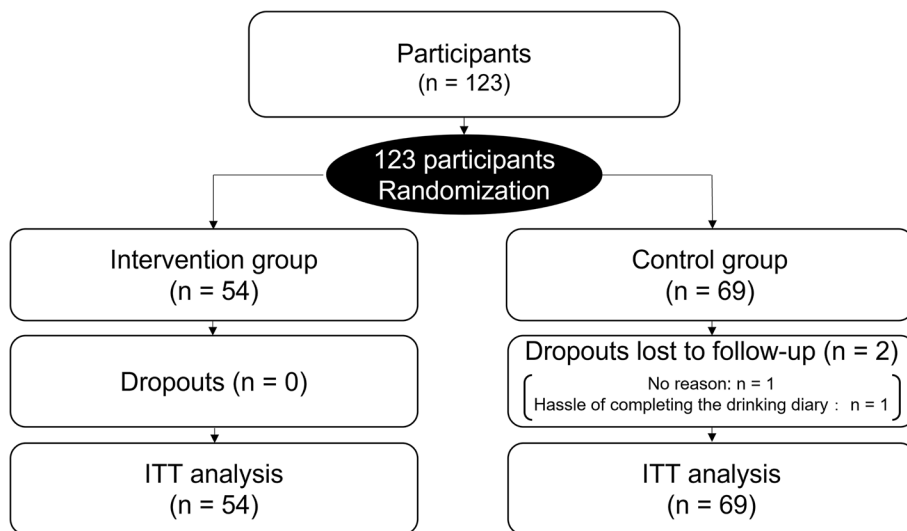 Participants
(n = 123)
123 participants
Randomization
Intervention group
(n = 54)
Control group
(n = 69)
Dropouts (n = 0)
Dropouts lost to follow-up (n = 2)
No reason: n = 1
Hassle of completing the drinking diary : n = 1
ITT analysis
(n = 54)
ITT analysis
(n = 69)